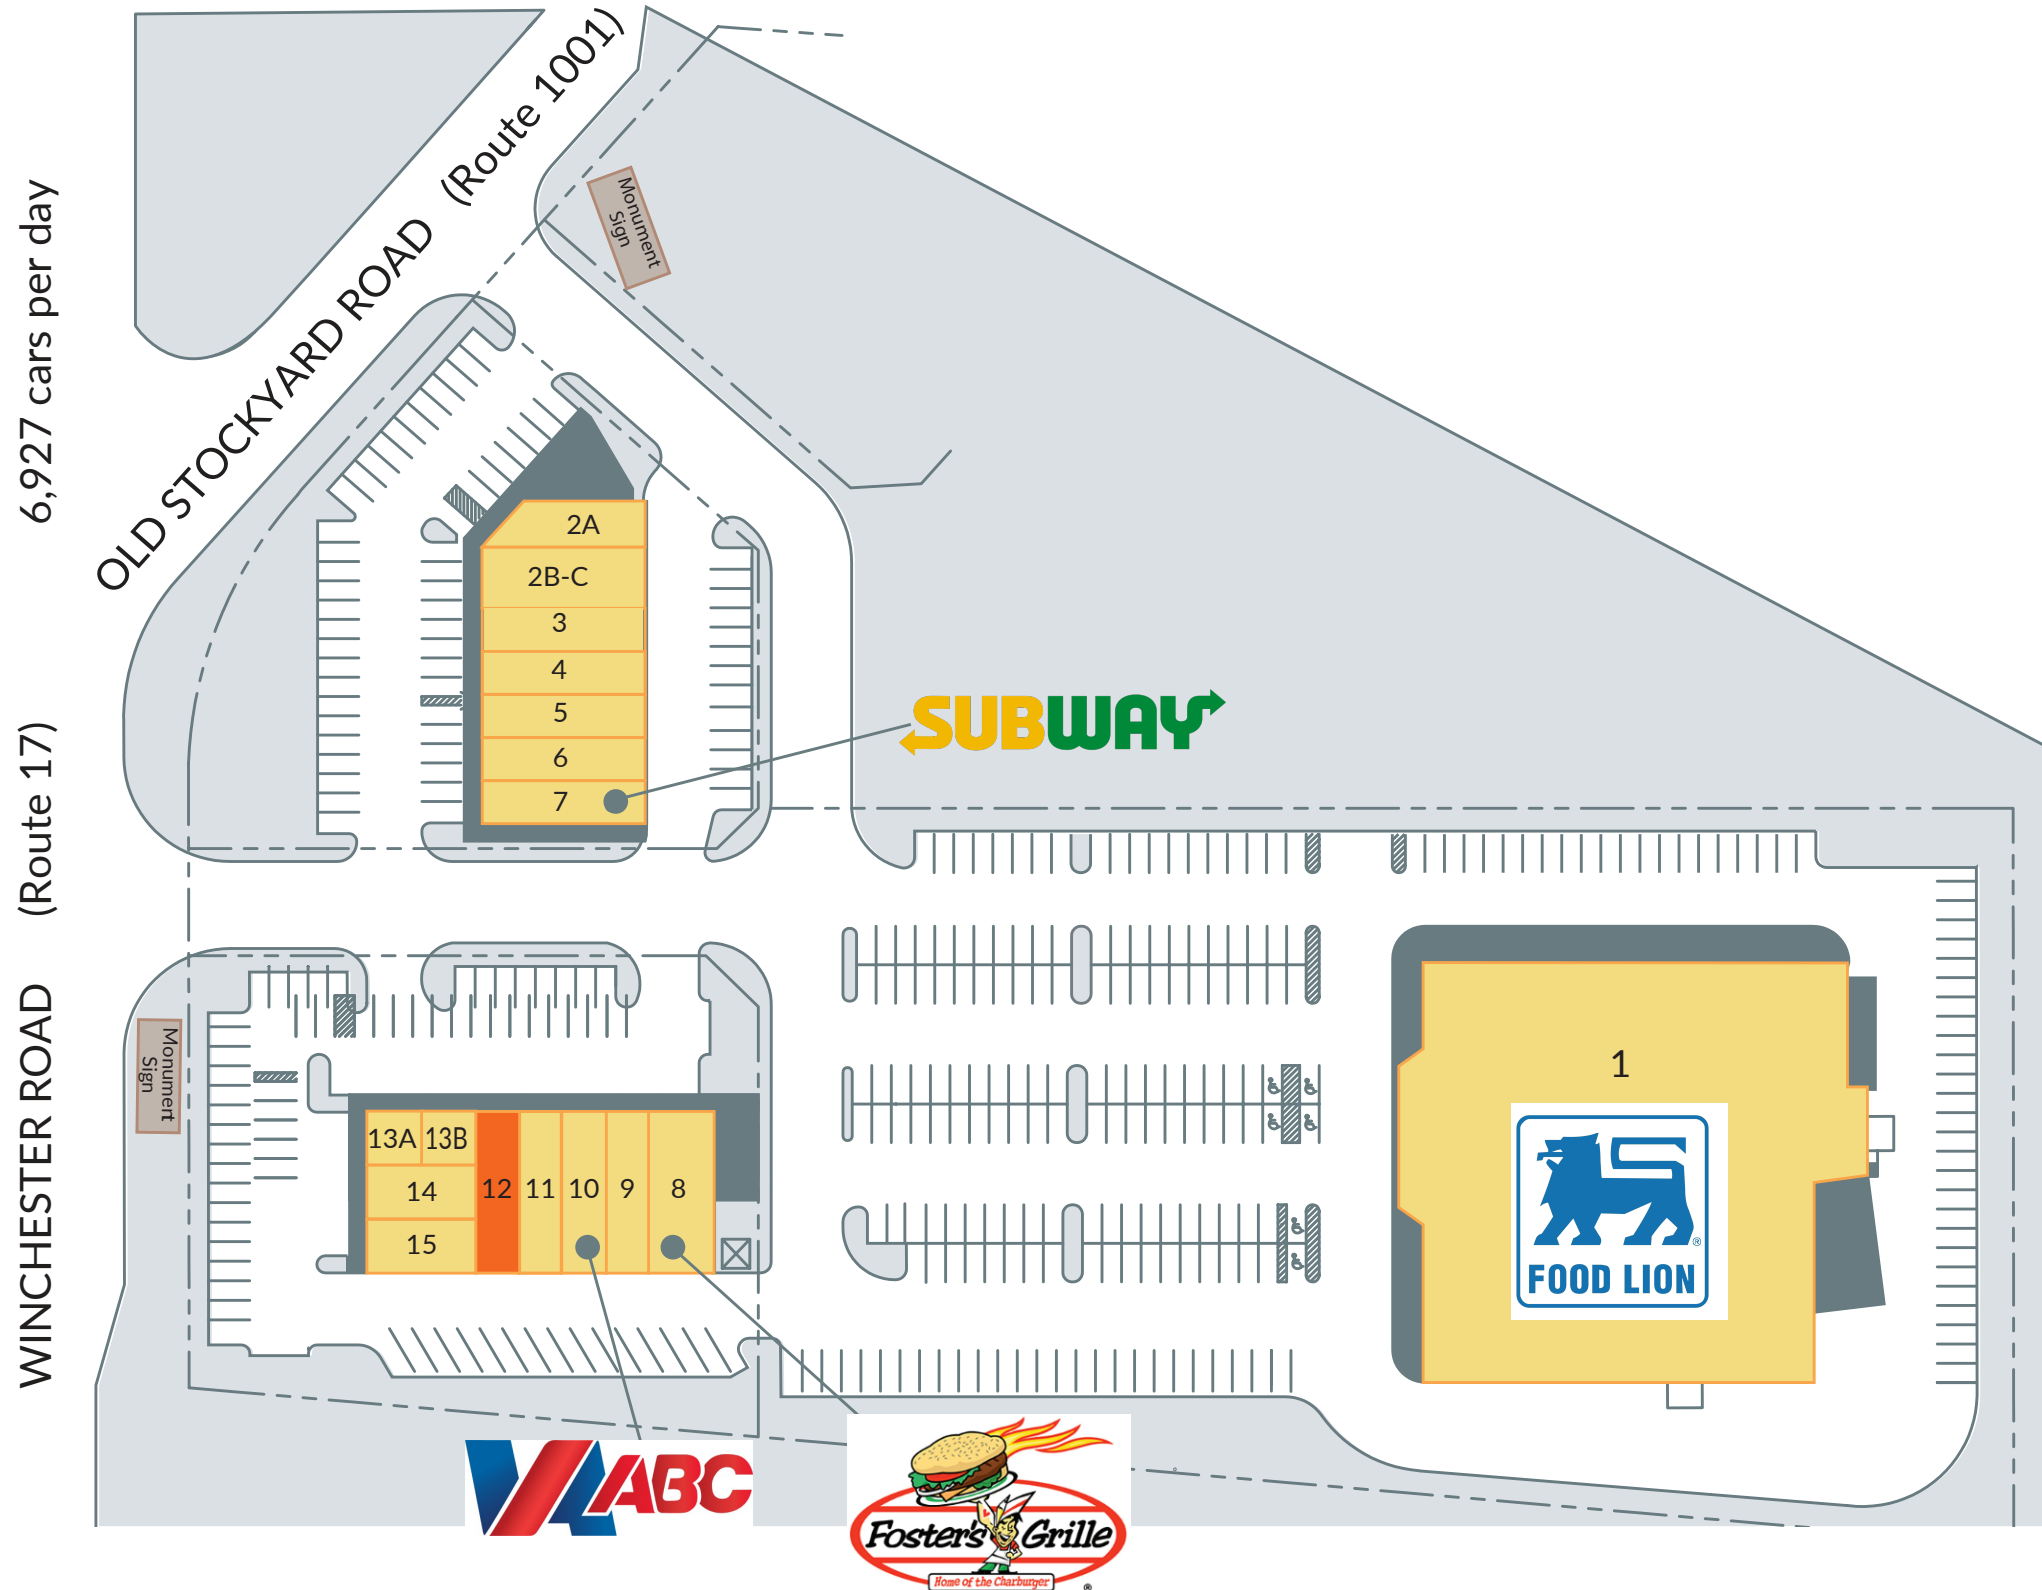 OLD STOCKYARD ROAD (Route 1001)
Monument
Sign
WINCHESTER ROAD (Route 17) 6,927 cars per day
2A
2B-C
3
4
5
6
7
SUBWAY
Monument
Sign
13A 13B
14
15
12 11 10 9 8
1
FOOD LION
®
VA ABC
Foster's Grille
Home of the Charburger
®